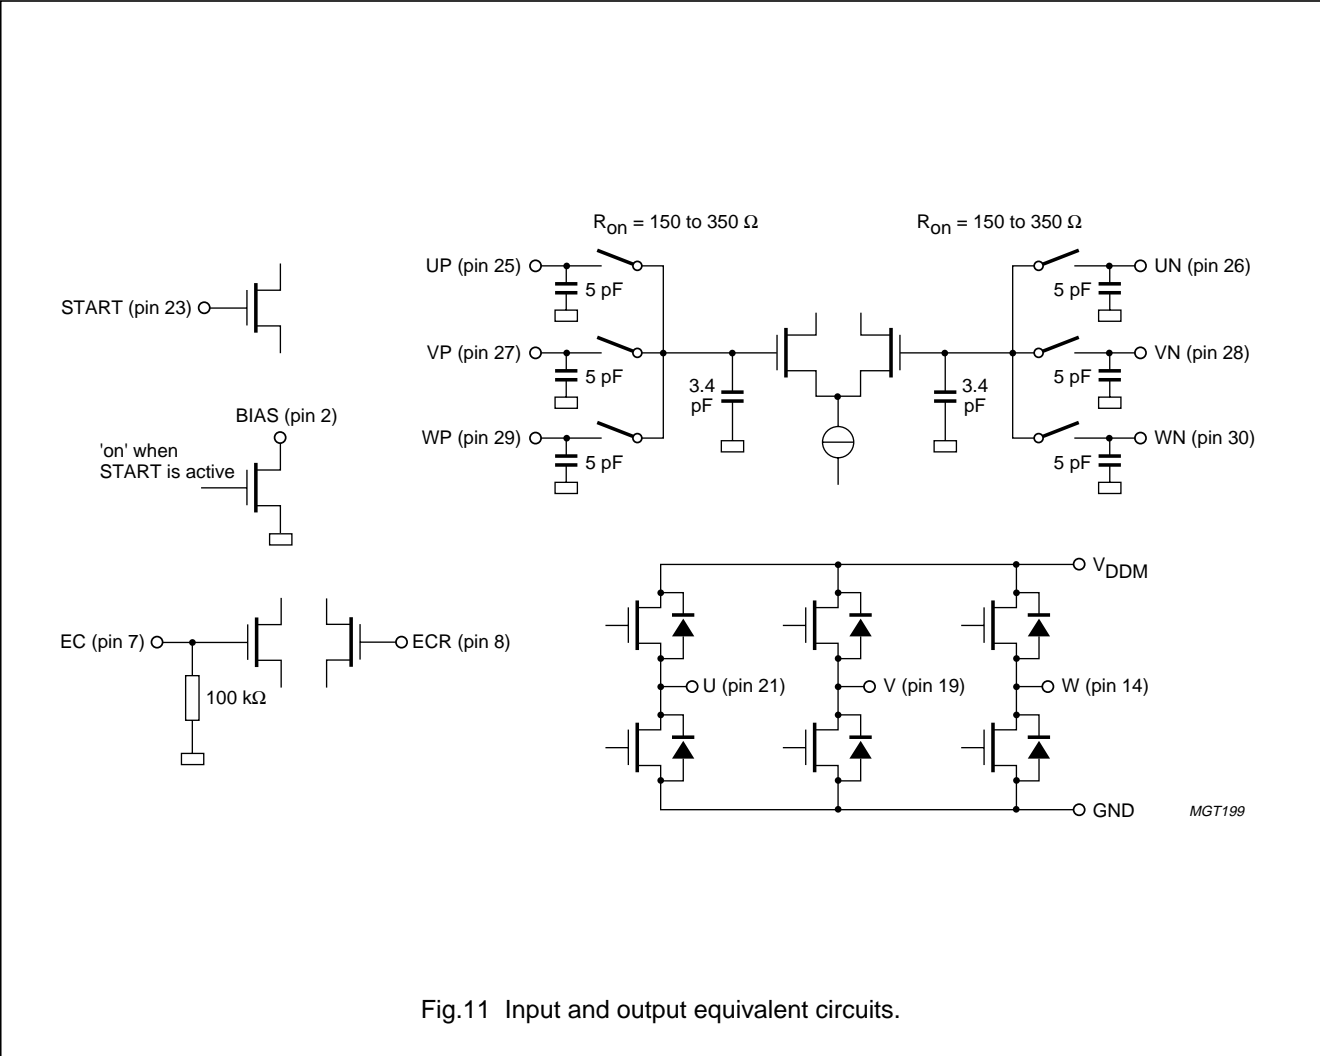 R_on = 150 to 350 Ω
R_on = 150 to 350 Ω
UP (pin 25)
5 pF
UN (pin 26)
5 pF
START (pin 23)
VP (pin 27)
5 pF
VN (pin 28)
5 pF
3.4
pF
3.4
pF
BIAS (pin 2)
'on' when
START is active
WP (pin 29)
5 pF
WN (pin 30)
5 pF
V_DDM
EC (pin 7)
ECR (pin 8)
100 kΩ
U (pin 21)
V (pin 19)
W (pin 14)
GND
MGT199
Fig.11 Input and output equivalent circuits.